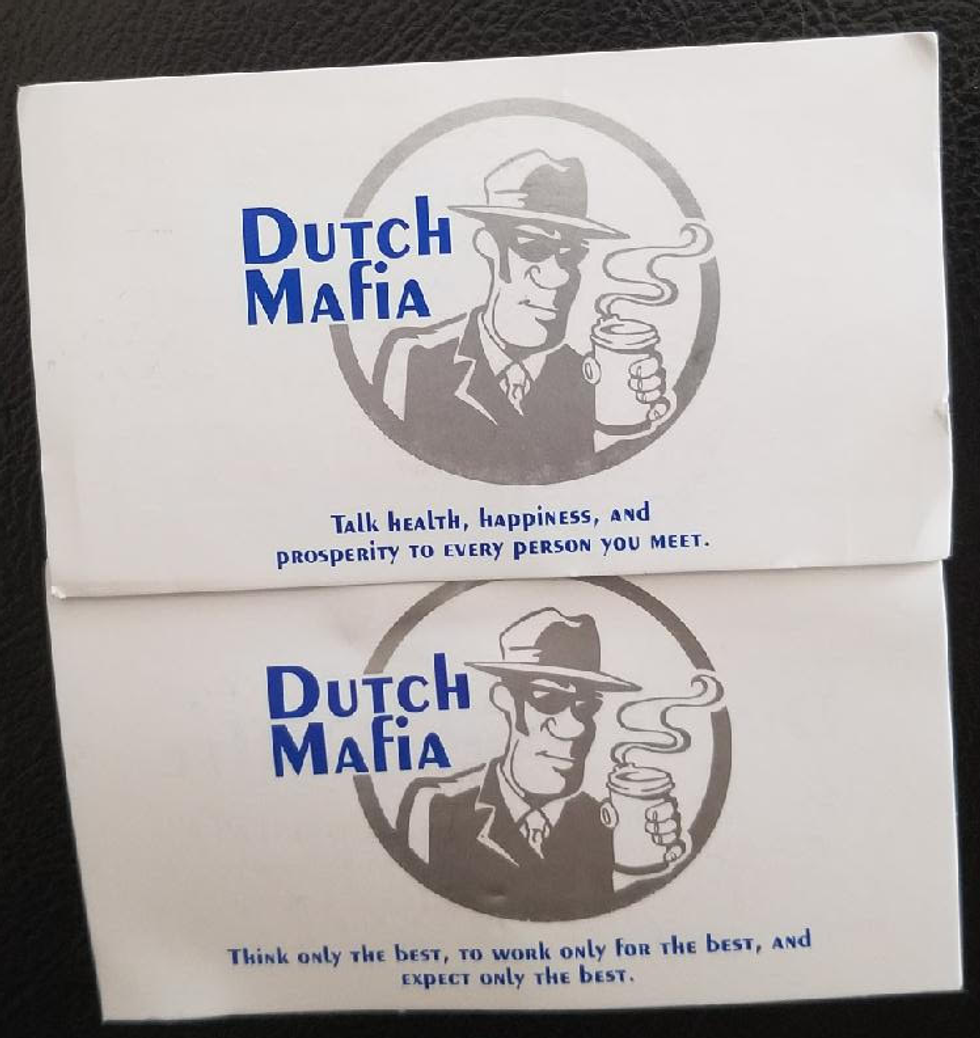 Dutch
Mafia
Talk health, happiness, and
prosperity to every person you meet.
Dutch
Mafia
Think only the best, to work only for the best, and
expect only the best.